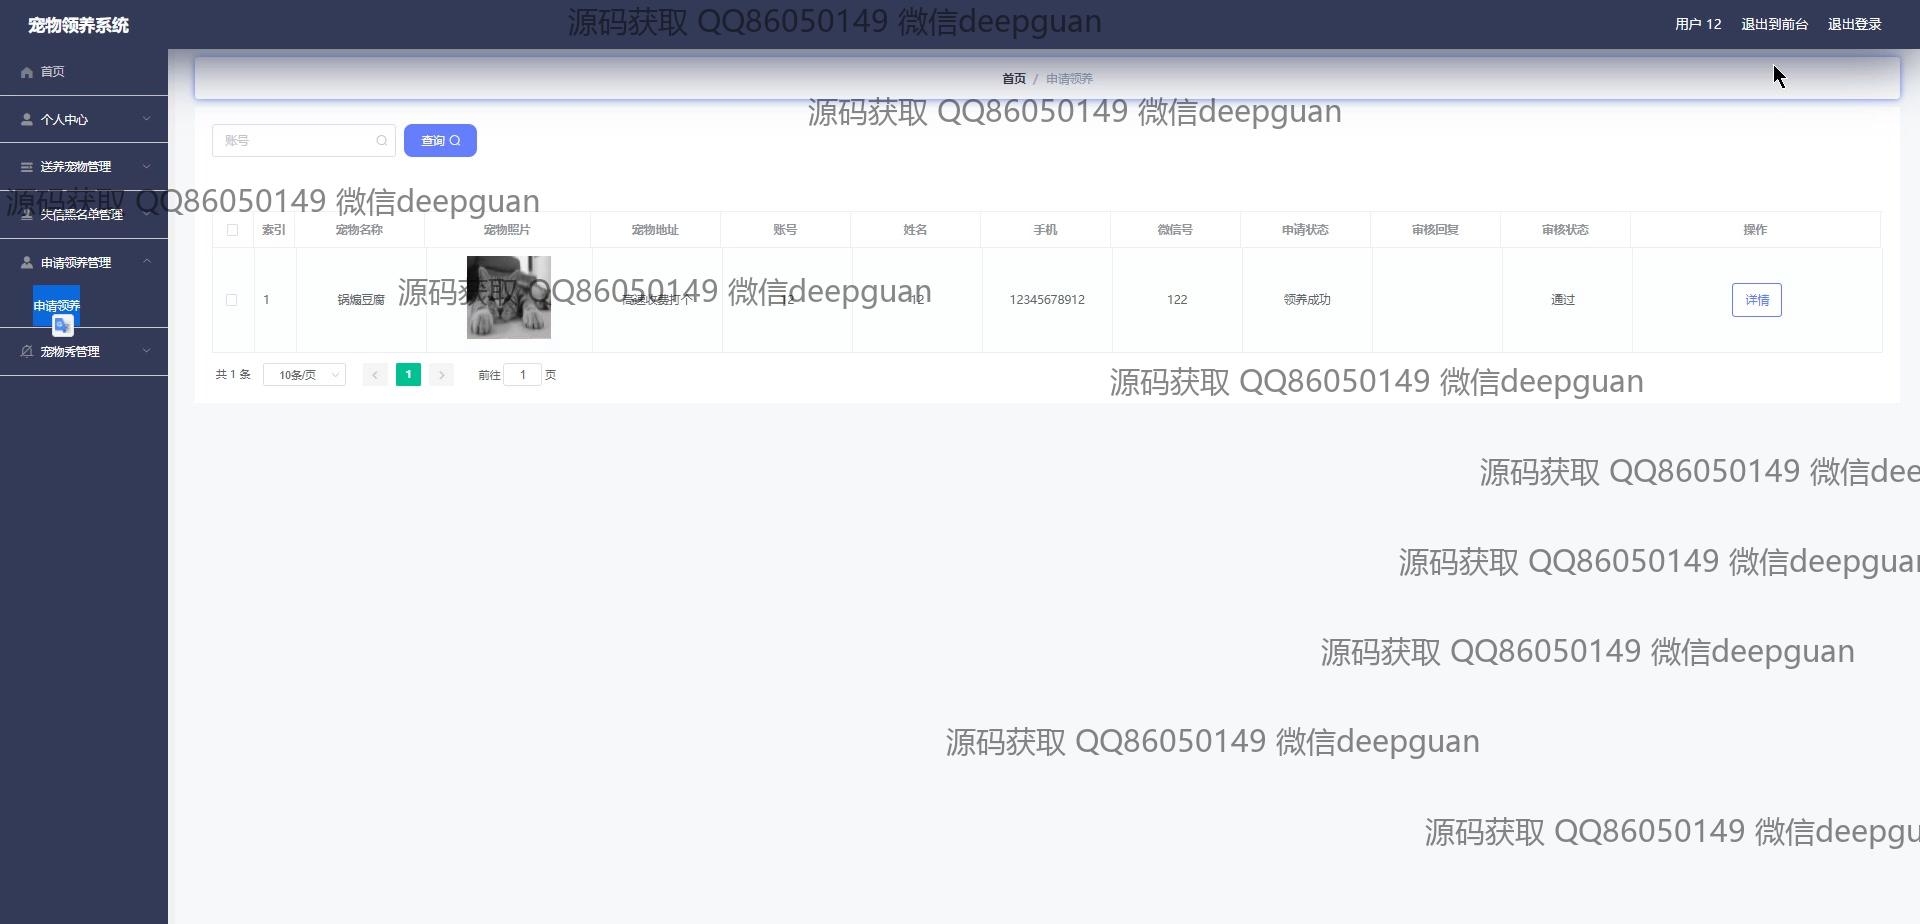 宠物领养系统
源码获取 QQ86050149 微信deepguan
用户 12 退出到前台 退出登录
首页
首页 / 申请领养
个人中心
源码获取 QQ86050149 微信deepguan
账号 查询
送养宠物管理
源码获取 QQ86050149 微信deepguan
失信黑名单管理
索引 宠物名称 宠物照片 宠物地址 账号 姓名 手机 微信号 申请状态 审核回复 审核状态 操作
申请领养管理
源码获取 QQ86050149 微信deepguan
1 锅煸豆腐 高速收费打个 12 12 12345678912 122 领养成功 通过 详情
申请领养
宠物秀管理
共 1 条 10条/页 1 前往 1 页
源码获取 QQ86050149 微信deepguan
源码获取 QQ86050149 微信dee
源码获取 QQ86050149 微信deepguan
源码获取 QQ86050149 微信deepguan
源码获取 QQ86050149 微信deepguan
源码获取 QQ86050149 微信deepgu